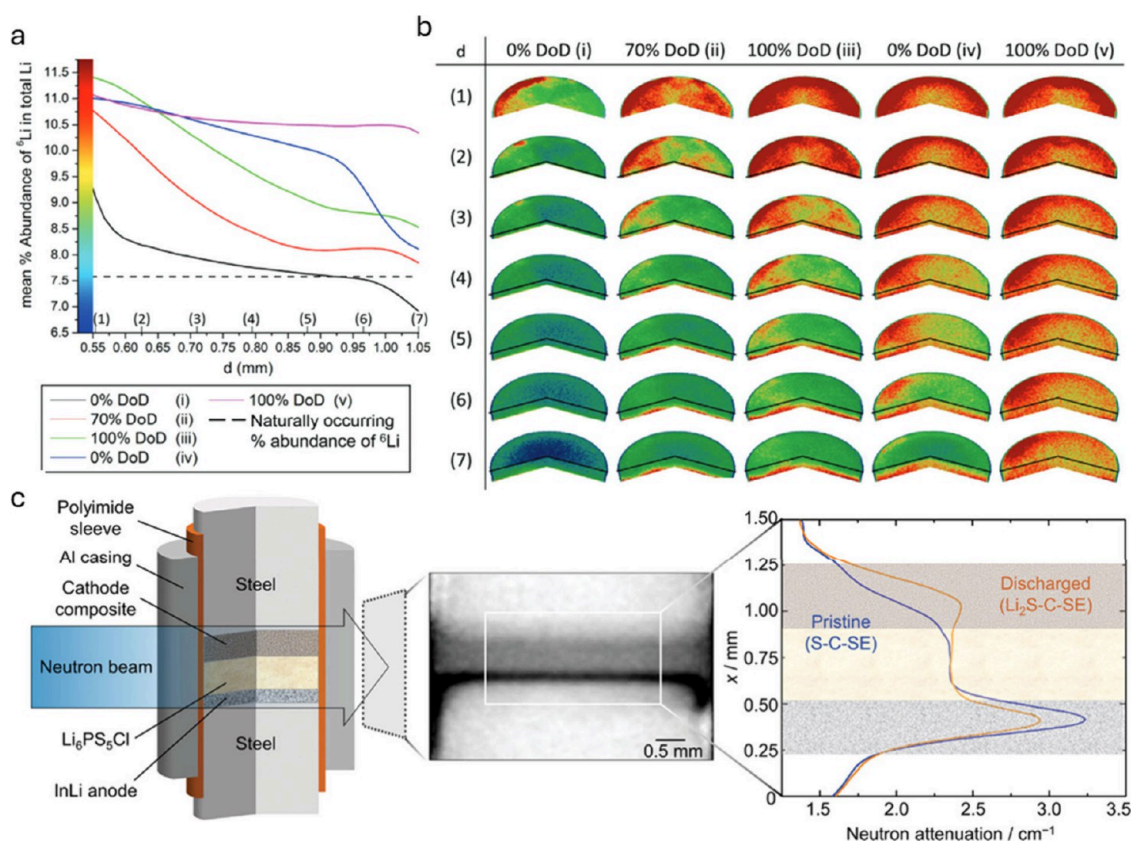 a
mean % Abundance of ⁶Li in total Li
11.5
11.0
10.5
10.0
9.5
9.0
8.5
8.0
7.5
7.0
6.5
(1) (2) (3) (4) (5) (6) (7)
0.55 0.60 0.65 0.70 0.75 0.80 0.85 0.90 0.95 1.00 1.05
d (mm)
0% DoD (i)
70% DoD (ii)
100% DoD (iii)
0% DoD (iv)
100% DoD (v)
Naturally occurring
% abundance of ⁶Li
b
d 0% DoD (i) 70% DoD (ii) 100% DoD (iii) 0% DoD (iv) 100% DoD (v)
(1)
(2)
(3)
(4)
(5)
(6)
(7)
c
Polyimide
sleeve
Al casing
Cathode
composite
Neutron beam
Li₆PS₅Cl
InLi anode
Steel
Steel
0.5 mm
x / mm
1.50
1.25
1.00
0.75
0.50
0.25
0
Discharged
(Li₂S-C-SE)
Pristine
(S-C-SE)
1.5 2.0 2.5 3.0 3.5
Neutron attenuation / cm⁻¹